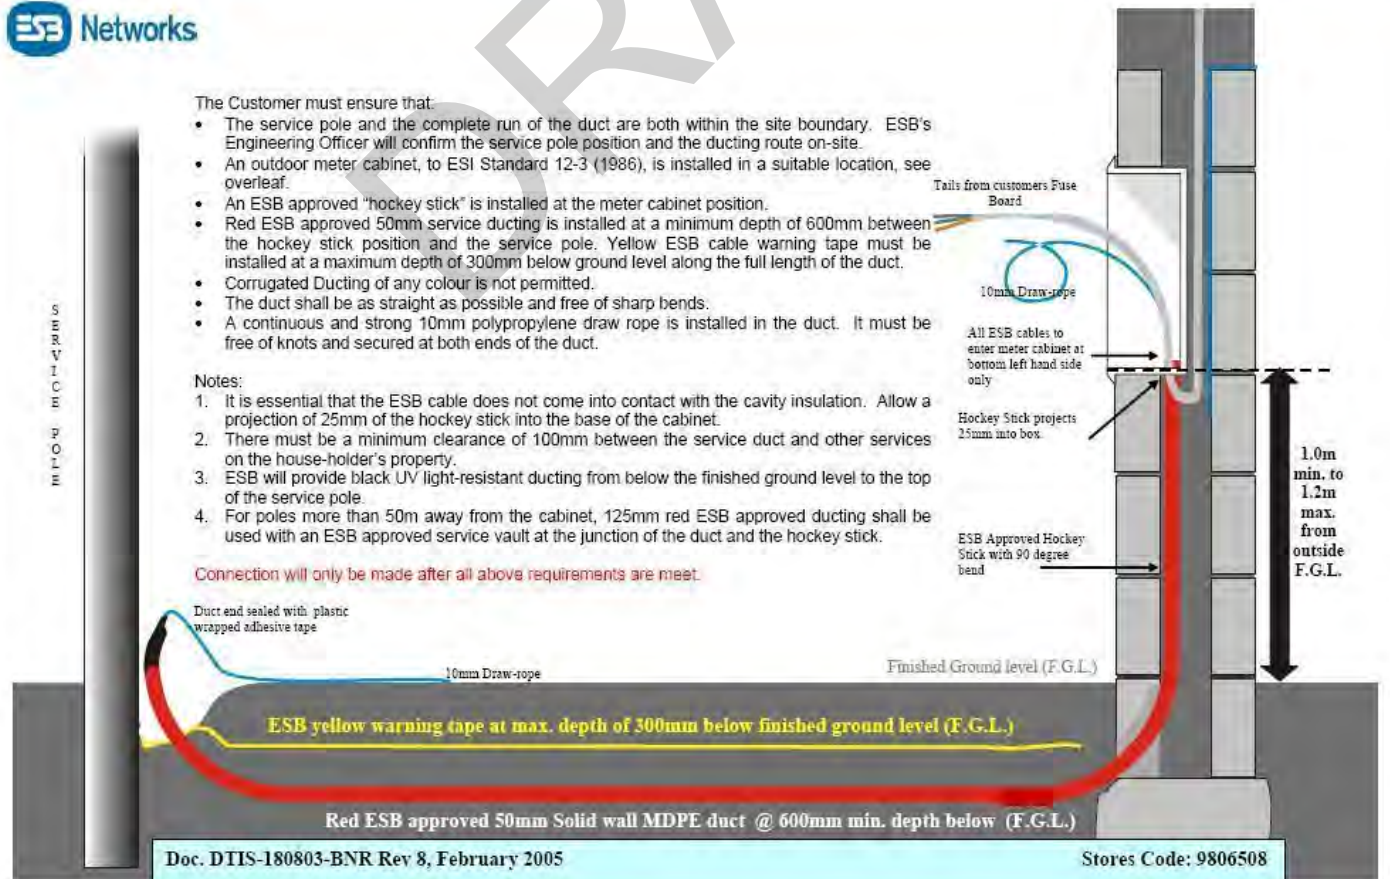 ESB Networks
DRA
The Customer must ensure that:
• The service pole and the complete run of the duct are both within the site boundary. ESB's
Engineering Officer will confirm the service pole position and the ducting route on-site.
• An outdoor meter cabinet, to ESI Standard 12-3 (1986), is installed in a suitable location, see
overleaf.
• An ESB approved "hockey stick" is installed at the meter cabinet position.
• Red ESB approved 50mm service ducting is installed at a minimum depth of 600mm between
the hockey stick position and the service pole. Yellow ESB cable warning tape must be
installed at a maximum depth of 300mm below ground level along the full length of the duct.
• Corrugated Ducting of any colour is not permitted.
• The duct shall be as straight as possible and free of sharp bends.
• A continuous and strong 10mm polypropylene draw rope is installed in the duct. It must be
free of knots and secured at both ends of the duct.
Notes:
1. It is essential that the ESB cable does not come into contact with the cavity insulation. Allow a
projection of 25mm of the hockey stick into the base of the cabinet.
2. There must be a minimum clearance of 100mm between the service duct and other services
on the house-holder's property.
3. ESB will provide black UV light-resistant ducting from below the finished ground level to the top
of the service pole.
4. For poles more than 50m away from the cabinet, 125mm red ESB approved ducting shall be
used with an ESB approved service vault at the junction of the duct and the hockey stick.
Connection will only be made after all above requirements are meet.
SERVICE POLE
Tails from customers Fuse
Board
10mm Draw-rope
All ESB cables to
enter meter cabinet at
bottom left hand side
only
Hockey Stick projects
25mm into box
ESB Approved Hockey
Stick with 90 degree
bend
1.0m
min. to
1.2m
max.
from
outside
F.G.L.
Duct end sealed with plastic
wrapped adhesive tape
10mm Draw-rope
Finished Ground level (F.G.L.)
ESB yellow warning tape at max. depth of 300mm below finished ground level (F.G.L.)
Red ESB approved 50mm Solid wall MDPE duct @ 600mm min. depth below (F.G.L.)
Doc. DTIS-180803-BNR Rev 8, February 2005
Stores Code: 9806508